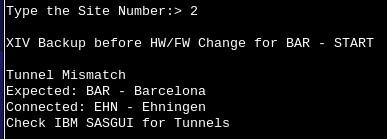 Type the Site Number:> 2
XIV Backup before HW/FW Change for BAR - START
Tunnel Mismatch
Expected: BAR - Barcelona
Connected: EHN - Ehningen
Check IBM SASGUI for Tunnels